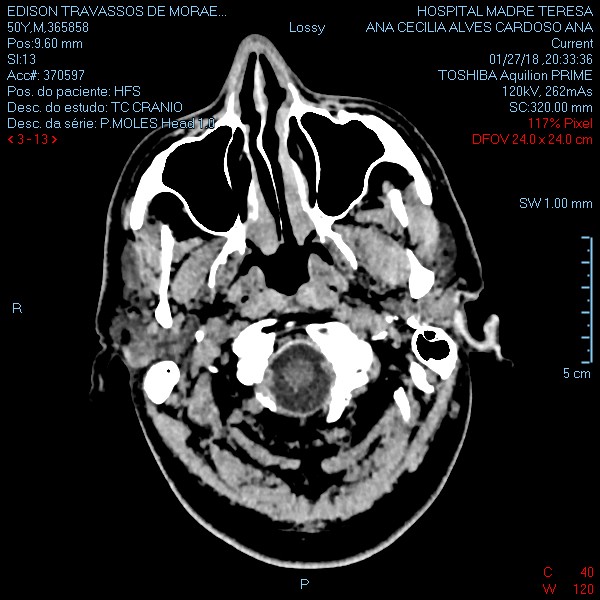 EDISON TRAVASSOS DE MORAE...
50Y,M,365858
Pos:9.60 mm
SI:13
Acc#: 370597
Pos. do paciente: HFS
Desc. do estudo: TC CRANIO
Desc. da série: P.MOLES Head 1.0
< 3 - 13 >
Lossy
HOSPITAL MADRE TERESA
ANA CECILIA ALVES CARDOSO ANA
Current
01/27/18 ,20:33:36
TOSHIBA Aquilion PRIME
120kV, 262mAs
SC:320.00 mm
117% Pixel
DFOV 24.0 x 24.0 cm
SW 1.00 mm
R
5 cm
P
C 40
W 120